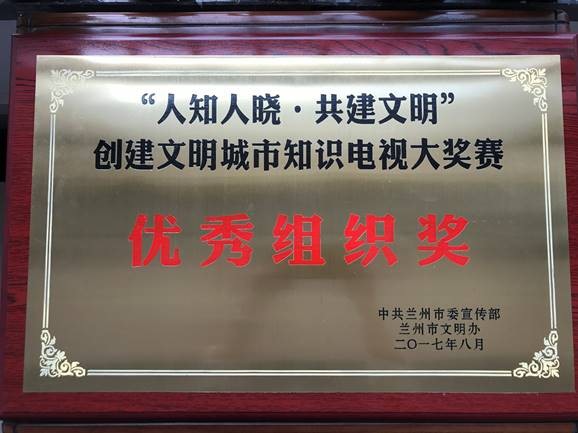 “人知人晓·共建文明”
创建文明城市知识电视大奖赛
优秀组织奖
中共兰州市委宣传部
兰州市文明办
二〇一七年八月